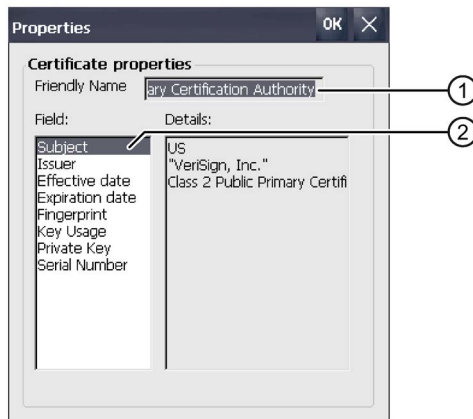 Properties OK
Certificate properties
Friendly Name ary Certification Authority
1
Field: Details:
2
Subject
Issuer
Effective date
Expiration date
Fingerprint
Key Usage
Private Key
Serial Number
US
"VeriSign, Inc."
Class 2 Public Primary Certifi